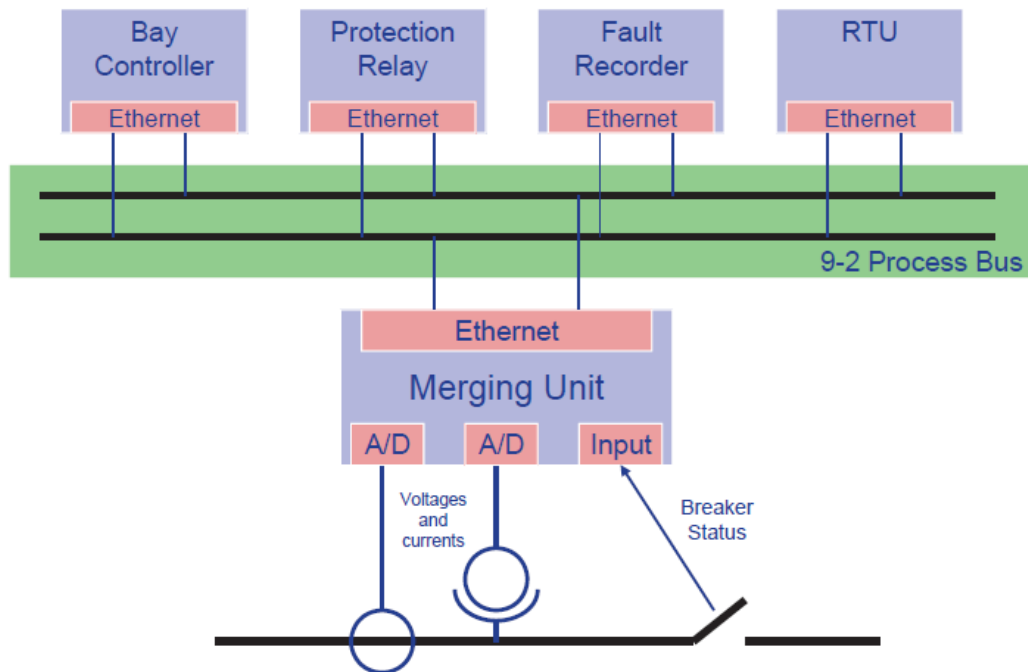 Bay
Controller
Ethernet
Protection
Relay
Ethernet
Fault
Recorder
Ethernet
RTU
Ethernet
9-2 Process Bus
Ethernet
Merging Unit
A/D
A/D
Input
Voltages
and
currents
Breaker
Status